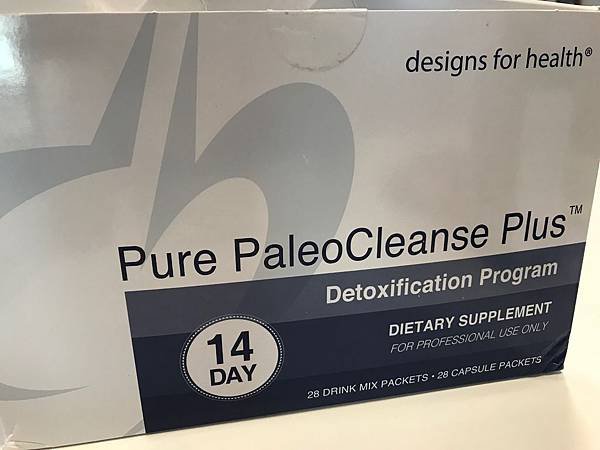 designs for health®
Pure PaleoCleanse Plus™
Detoxification Program
DIETARY SUPPLEMENT
FOR PROFESSIONAL USE ONLY
14
DAY
28 DRINK MIX PACKETS • 28 CAPSULE PACKETS